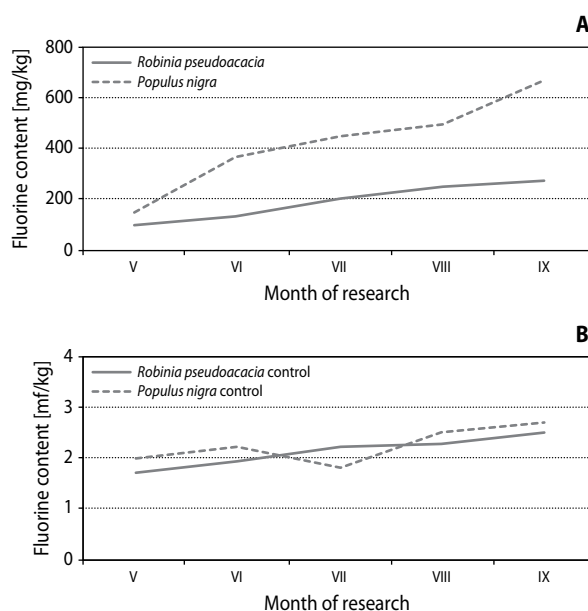 A
800
600
400
200
0
Fluorine content [mg/kg]
Robinia pseudoacacia
Populus nigra
V VI VII VIII IX
Month of research
B
4
3
2
1
0
Fluorine content [mf/kg]
Robinia pseudoacacia control
Populus nigra control
V VI VII VIII IX
Month of research